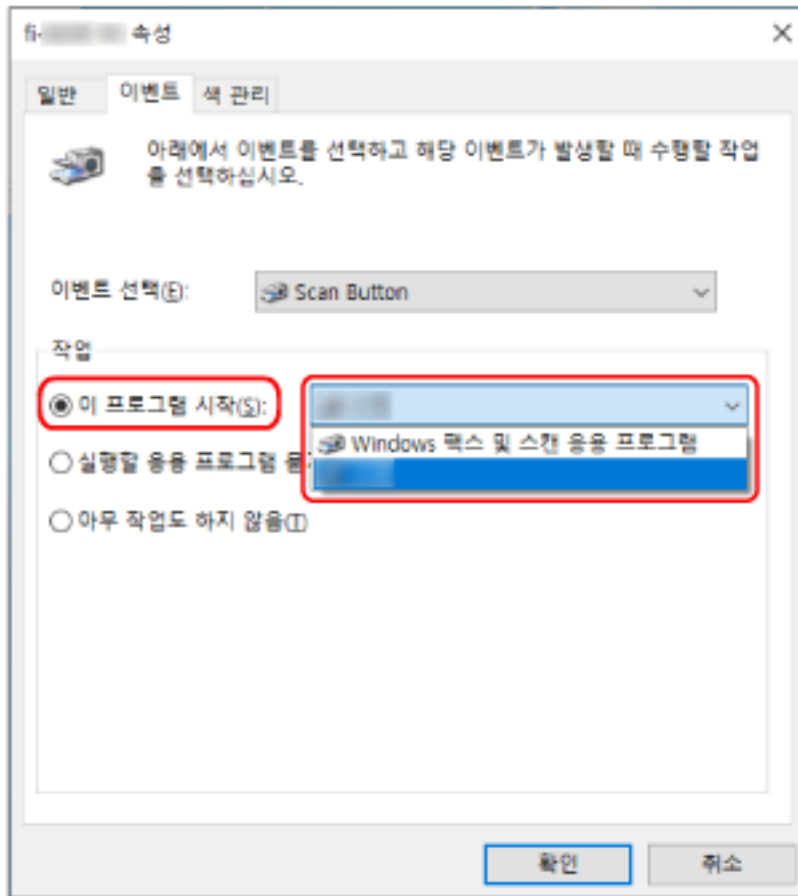 fi- 속성
일반 이벤트 색 관리
아래에서 이벤트를 선택하고 해당 이벤트가 발생할 때 수행할 작업
를 선택하십시오.
이벤트 선택(E): Scan Button
작업
이 프로그램 시작(S):
Windows 팩스 및 스캔 응용 프로그램
실행할 응용 프로그램
아무 작업도 하지 않음(T)
확인 취소